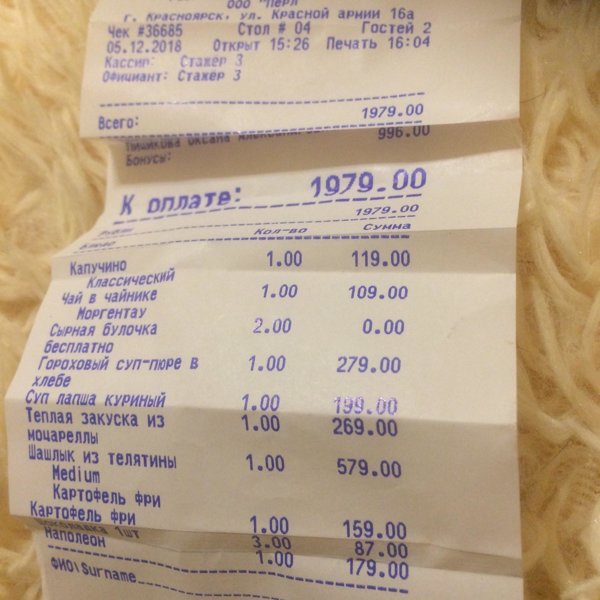 ООО "Перл"
г. Красноярск, ул. Красной армии 16а
Чек #36685 Стол # 04 Гостей 2
05.12.2018 Открыт 15:26 Печать 16:04
Кассир: Стажер 3
Официант: Стажер 3
1979.00
Всего:
996.00
Бонусы:
К оплате: 1979.00
1979.00
Блюдо Кол-во Сумма
Капучино 1.00 119.00
Классический
Чай в чайнике 1.00 109.00
Моргентау
Сырная булочка 2.00 0.00
бесплатно
Гороховый суп-пюре в 1.00 279.00
хлебе
Суп лапша куриный 1.00 199.00
Теплая закуска из 1.00 269.00
моцареллы
Шашлык из телятины 1.00 579.00
Medium
Картофель фри
Картофель фри 1.00 159.00
Шоколадка 1шт 3.00 87.00
Наполеон 1.00 179.00
ФИО\Surname